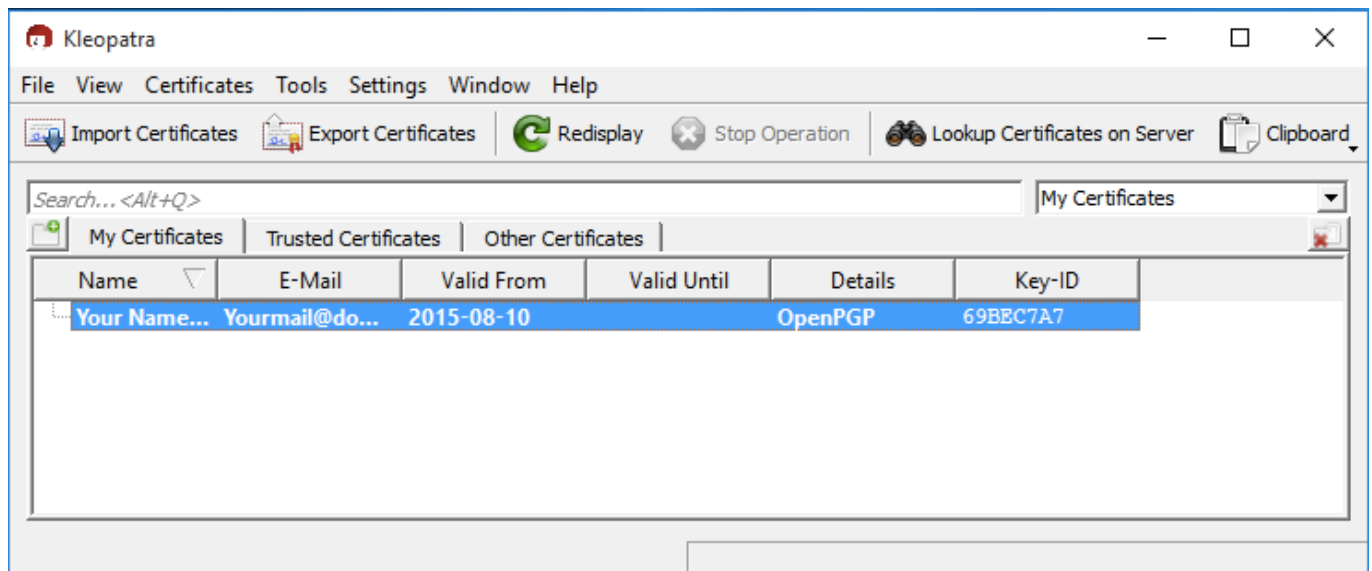 Kleopatra
File View Certificates Tools Settings Window Help
Import Certificates Export Certificates Redisplay Stop Operation Lookup Certificates on Server Clipboard
Search...<Alt+Q> My Certificates
My Certificates Trusted Certificates Other Certificates
Name E-Mail Valid From Valid Until Details Key-ID
Your Name... Yourmail@do... 2015-08-10 OpenPGP 69BEC7A7